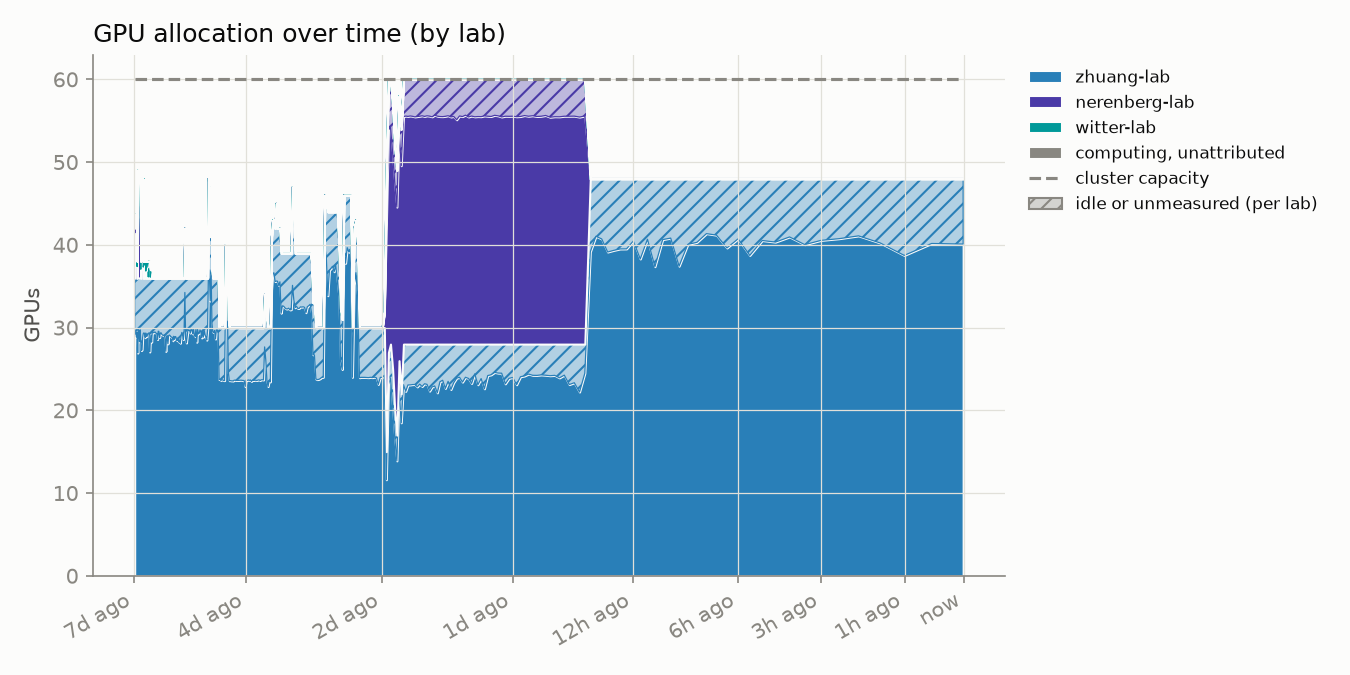 GPU allocation over time (by lab)
GPUs
60
50
40
30
20
10
0
7d ago
4d ago
2d ago
1d ago
12h ago
6h ago
3h ago
1h ago
now
zhuang-lab
nerenberg-lab
witter-lab
computing, unattributed
cluster capacity
idle or unmeasured (per lab)